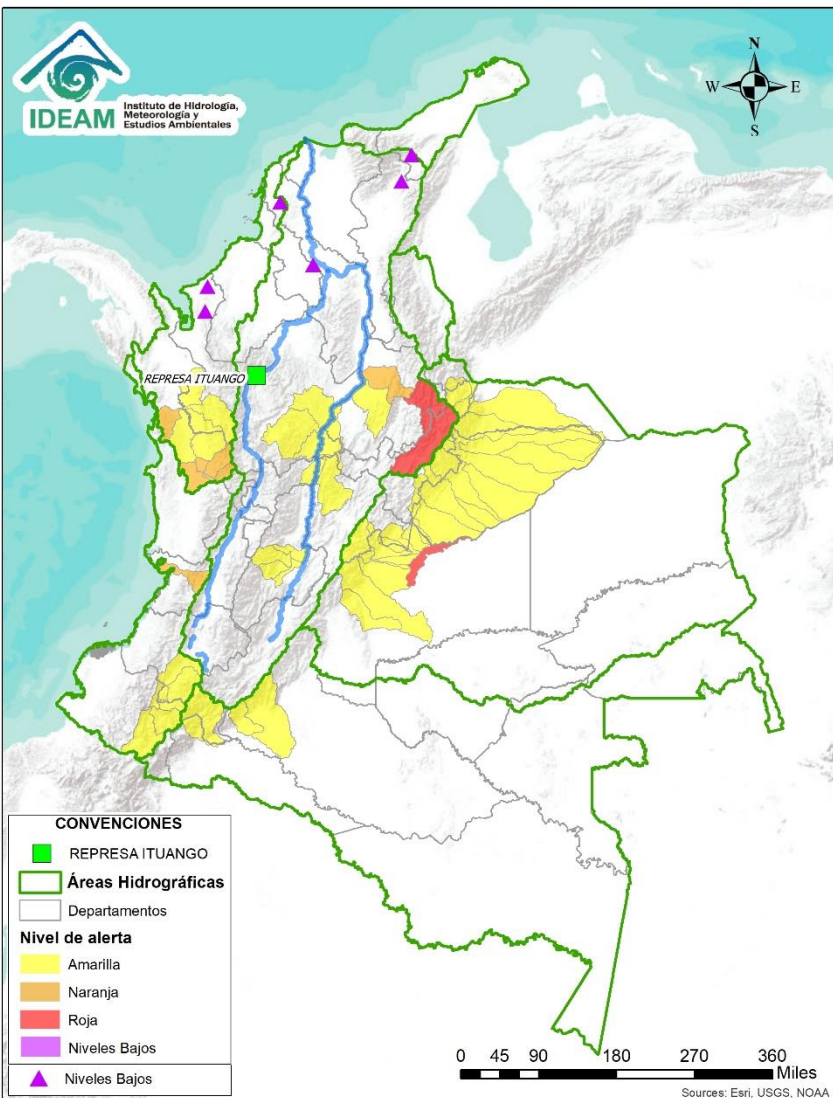 IDEAM
Instituto de Hidrología,
Meteorología y
Estudios Ambientales
N
W E
S
REPRESA ITUANGO
CONVENCIONES
REPRESA ITUANGO
Áreas Hidrográficas
Departamentos
Nivel de alerta
Amarilla
Naranja
Roja
Niveles Bajos
Niveles Bajos
0 45 90 180 270 360
Miles
Sources: Esri, USGS, NOAA